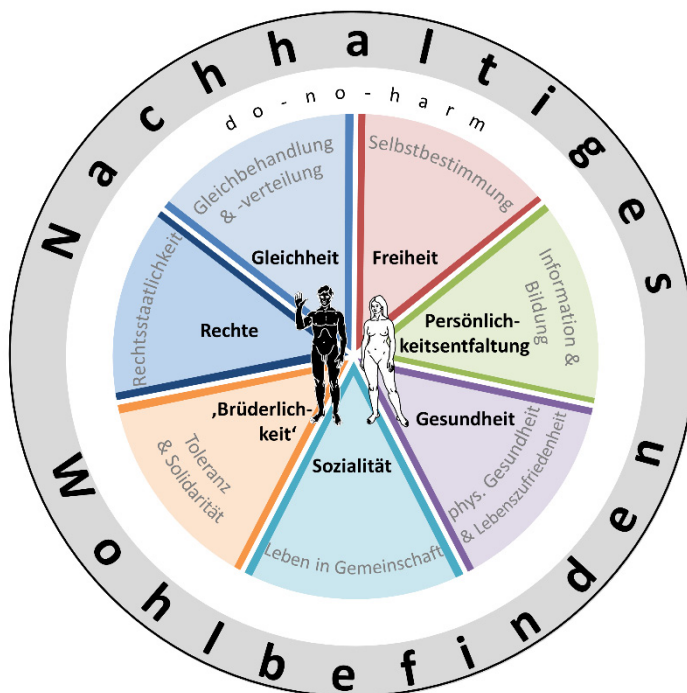 Nachhaltiges
do-no-harm
Gleichbehandlung
& -verteilung
Gleichheit
Selbstbestimmung
Freiheit
Information &
Bildung
Persönlich-
keitsentfaltung
phys. Gesundheit
& Lebenszufriedenheit
Gesundheit
Sozialität
Leben in Gemeinschaft
‚Brüderlich-
keit‘
Toleranz
& Solidarität
Rechte
Rechtsstaatlichkeit
Wohlbefinden